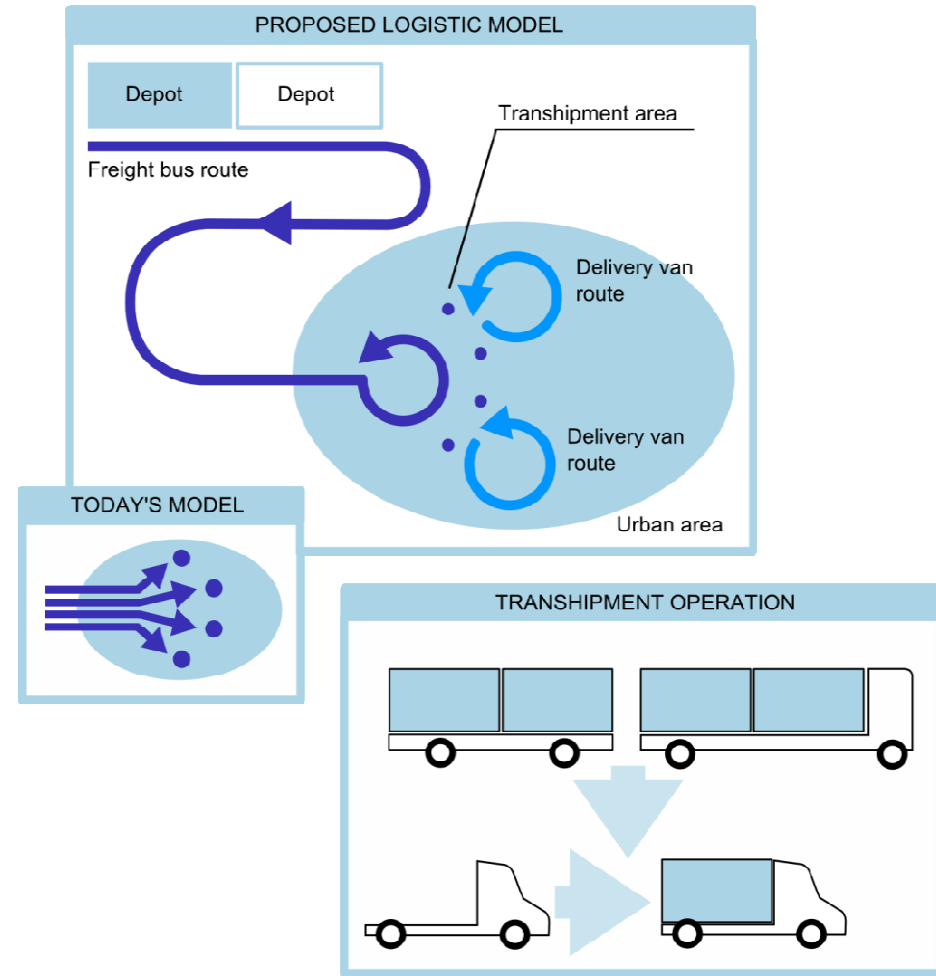 PROPOSED LOGISTIC MODEL
Depot
Depot
Transhipment area
Freight bus route
Delivery van
route
Delivery van
route
Urban area
TODAY'S MODEL
TRANSHIPMENT OPERATION